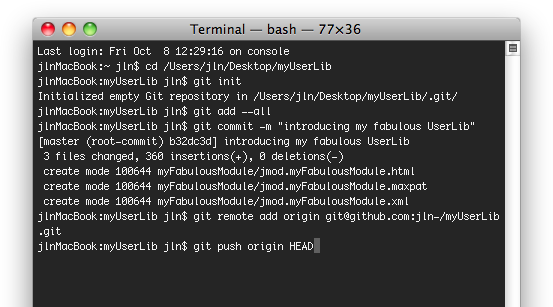 Terminal — bash — 77×36
Last login: Fri Oct  8 12:29:16 on console
jlnMacBook:~ jln$ cd /Users/jln/Desktop/myUserLib
jlnMacBook:myUserLib jln$ git init
Initialized empty Git repository in /Users/jln/Desktop/myUserLib/.git/
jlnMacBook:myUserLib jln$ git add --all
jlnMacBook:myUserLib jln$ git commit -m "introducing my fabulous UserLib"
[master (root-commit) b32dc3d] introducing my fabulous UserLib
 3 files changed, 360 insertions(+), 0 deletions(-)
 create mode 100644 myFabulousModule/jmod.myFabulousModule.html
 create mode 100644 myFabulousModule/jmod.myFabulousModule.maxpat
 create mode 100644 myFabulousModule/jmod.myFabulousModule.xml
jlnMacBook:myUserLib jln$ git remote add origin git@github.com:jln-/myUserLib
.git
jlnMacBook:myUserLib jln$ git push origin HEAD